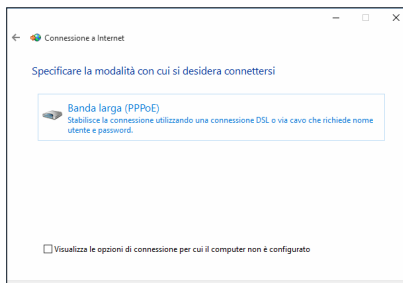 Connessione a Internet
Specificare la modalità con cui si desidera connettersi
Banda larga (PPPoE)
Stabilisce la connessione utilizzando una connessione DSL o via cavo che richiede nome
utente e password.
Visualizza le opzioni di connessione per cui il computer non è configurato